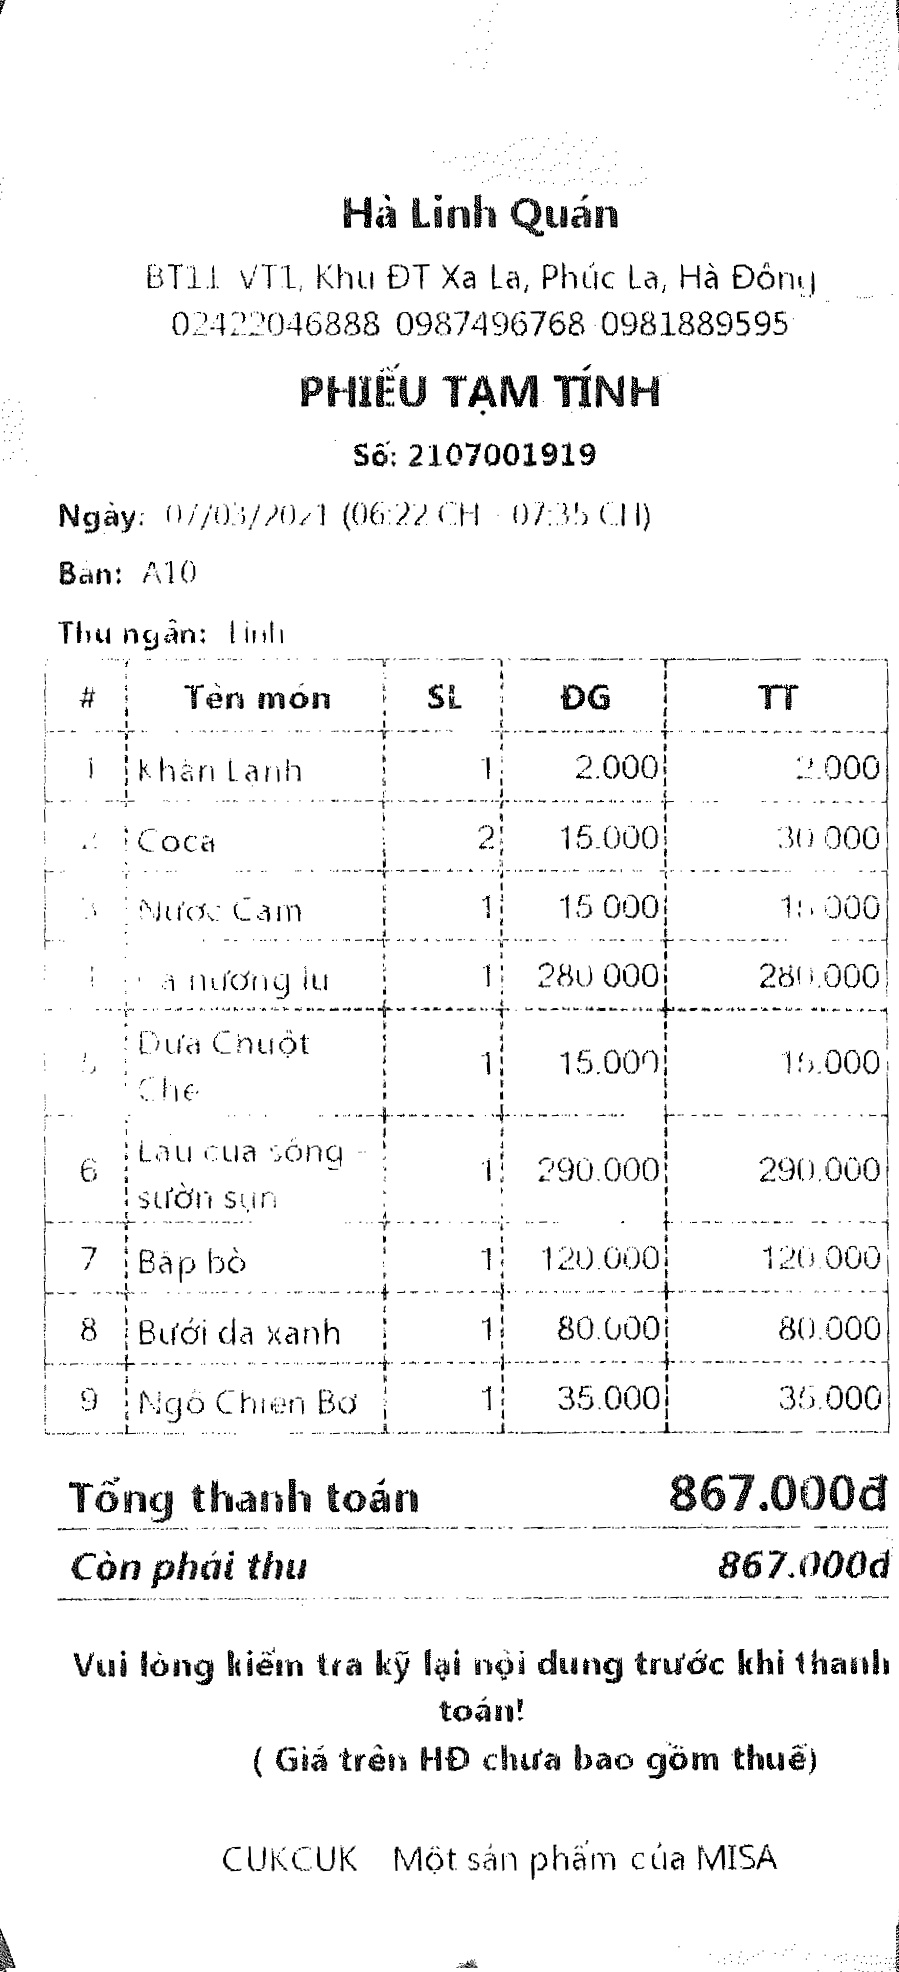 Hà Linh Quán
BT11 VT1, Khu ĐT Xa La, Phúc La, Hà Đông
02422046888 0987496768 0981889595
PHIẾU TẠM TÍNH
Số: 2107001919
Ngày: 07/03/2021 (06:22 CH - 07:35 CH)
Bàn: A10
Thu ngân: Linh
# Tên món SL ĐG TT
1 Khăn Lạnh 1 2.000 2.000
2 Coca 2 15.000 30.000
3 Nước Cam 1 15.000 15.000
nướng lu 1 280.000 280.000
5 Dưa Chuột 1 15.000 15.000
Chẻ
6 Lẩu cua sông - 1 290.000 290.000
sườn sụn
7 Bắp bò 1 120.000 120.000
8 Bưởi da xanh 1 80.000 80.000
9 Ngô Chiên Bơ 1 35.000 35.000
Tổng thanh toán 867.000đ
Còn phải thu 867.000đ
Vui lòng kiểm tra kỹ lại nội dung trước khi thanh
toán!
( Giá trên HĐ chưa bao gồm thuế)
CUKCUK Một sản phẩm của MISA